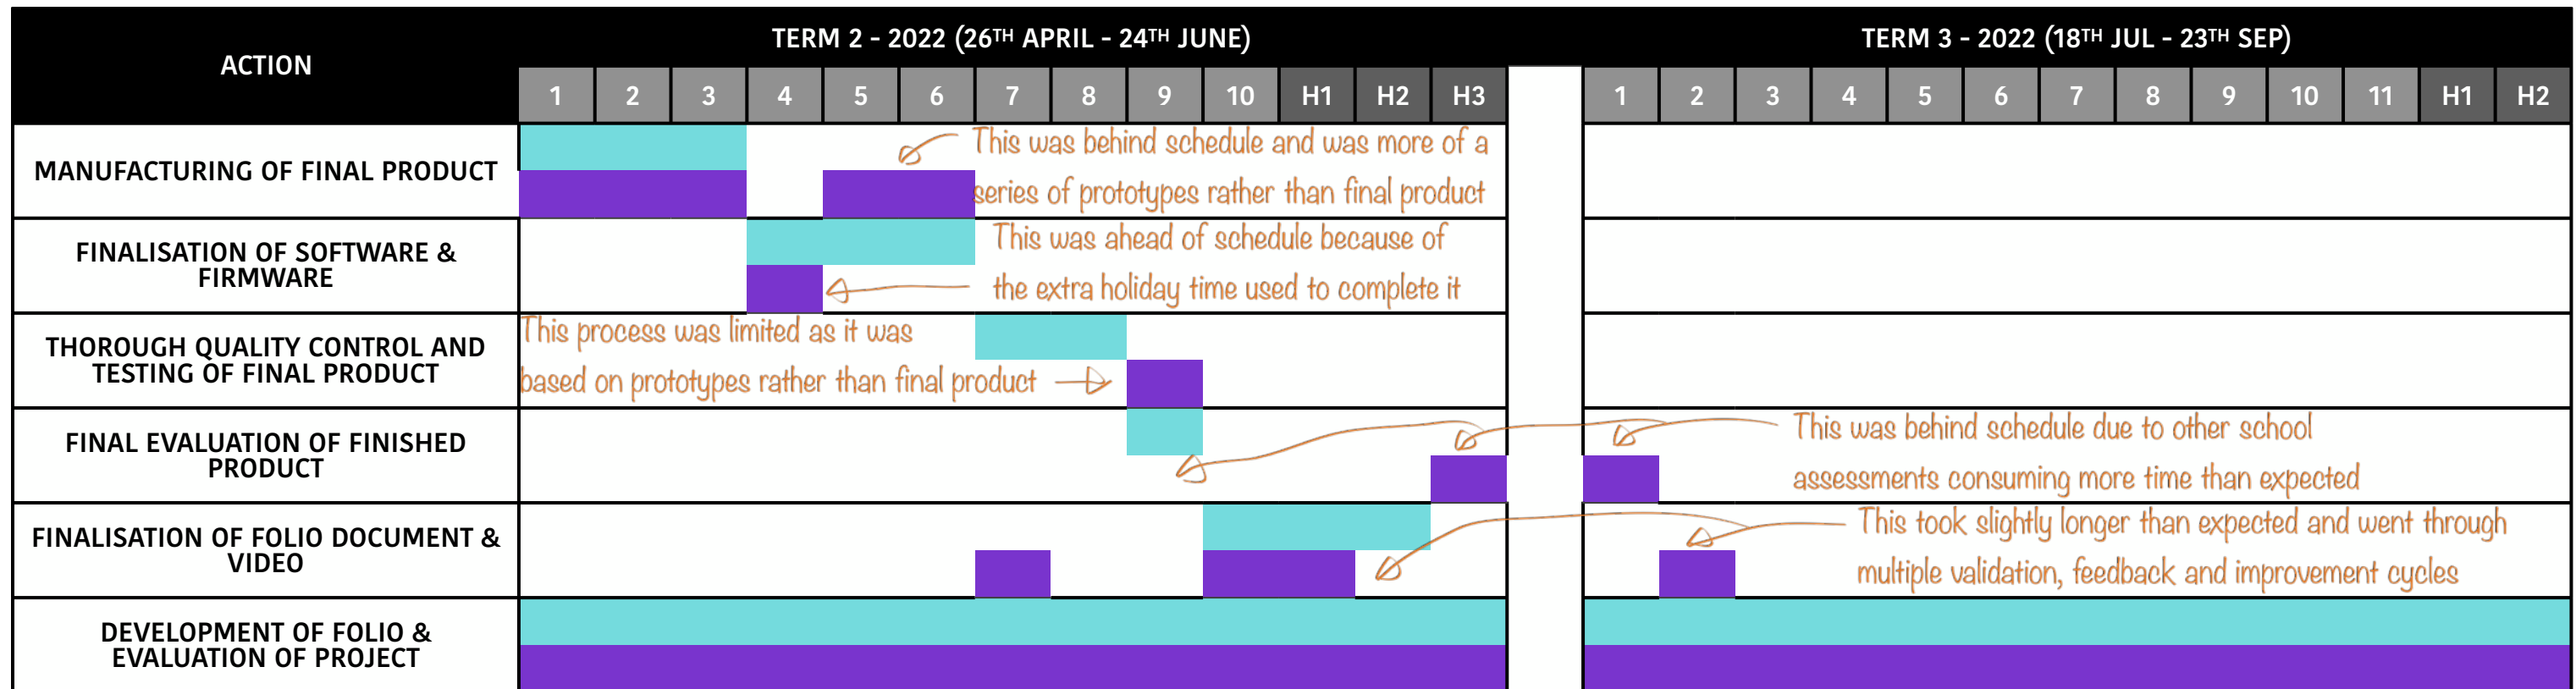 TERM 2 - 2022 (26TH APRIL - 24TH JUNE)
TERM 3 - 2022 (18TH JUL - 23TH SEP)
ACTION
1 2 3 4 5 6 7 8 9 10 H1 H2 H3
1 2 3 4 5 6 7 8 9 10 11 H1 H2
MANUFACTURING OF FINAL PRODUCT
This was behind schedule and was more of a
series of prototypes rather than final product
FINALISATION OF SOFTWARE &
FIRMWARE
This was ahead of schedule because of
the extra holiday time used to complete it
THOROUGH QUALITY CONTROL AND
TESTING OF FINAL PRODUCT
This process was limited as it was
based on prototypes rather than final product
FINAL EVALUATION OF FINISHED
PRODUCT
This was behind schedule due to other school
assessments consuming more time than expected
FINALISATION OF FOLIO DOCUMENT &
VIDEO
This took slightly longer than expected and went through
multiple validation, feedback and improvement cycles
DEVELOPMENT OF FOLIO &
EVALUATION OF PROJECT